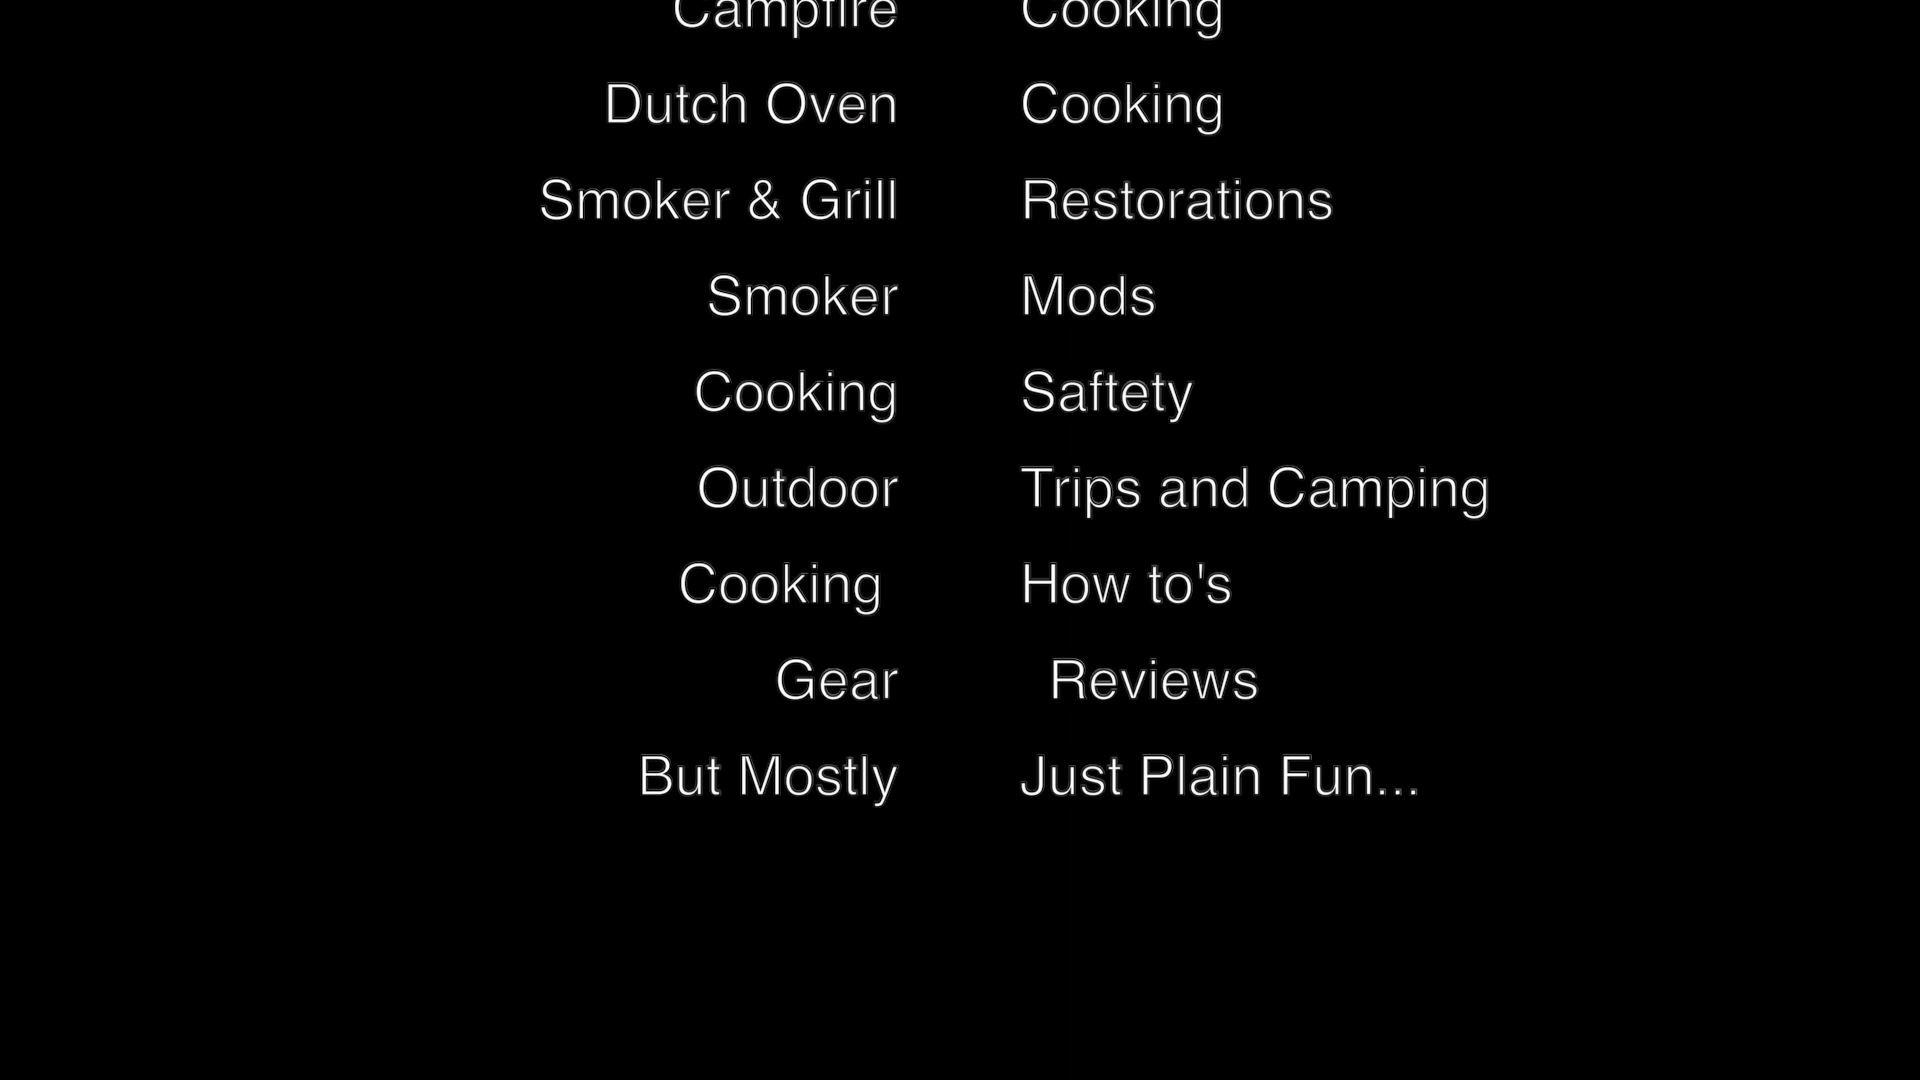 Campfire Cooking
Dutch Oven Cooking
Smoker & Grill Restorations
Smoker Mods
Cooking Saftety
Outdoor Trips and Camping
Cooking How to's
Gear Reviews
But Mostly Just Plain Fun...